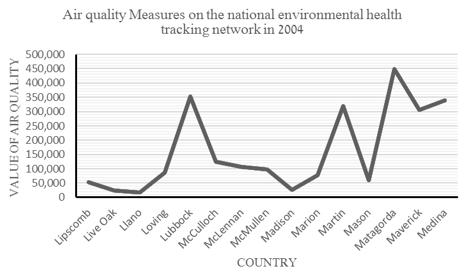 Air quality Measures on the national environmental health
tracking network in 2004
VALUE OF AIR QUALITY
500,000
450,000
400,000
350,000
300,000
250,000
200,000
150,000
100,000
50,000
0
Lipscomb
Live Oak
Llano
Loving
Lubbock
McCulloch
McLennan
McMullen
Madison
Marion
Martin
Mason
Matagorda
Maverick
Medina
COUNTRY